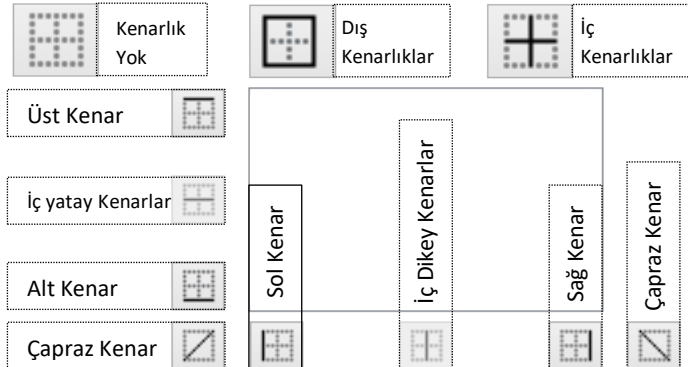 Kenarlık
Yok
Dış
Kenarlıklar
İç
Kenarlıklar
Üst Kenar
İç yatay Kenarlar
Alt Kenar
Çapraz Kenar
Sol Kenar
İç Dikey Kenarlar
Sağ Kenar
Çapraz Kenar